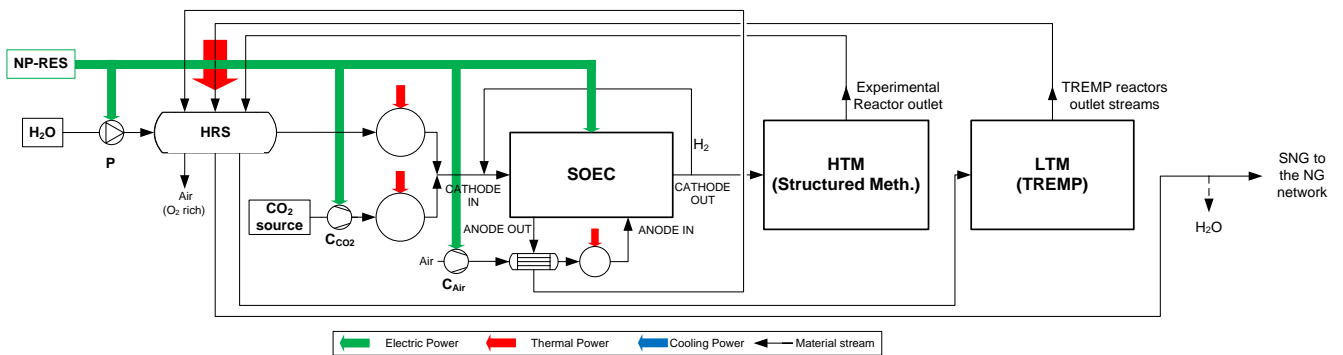 NP-RES
H₂O
P
HRS
Air
(O₂ rich)
CO₂
source
C_CO2
CATHODE
IN
SOEC
H₂
CATHODE
OUT
ANODE OUT
ANODE IN
Air
C_Air
Experimental
Reactor outlet
HTM
(Structured Meth.)
TREMP reactors
outlet streams
LTM
(TREMP)
SNG to
the NG
network
H₂O
Electric Power
Thermal Power
Cooling Power
Material stream